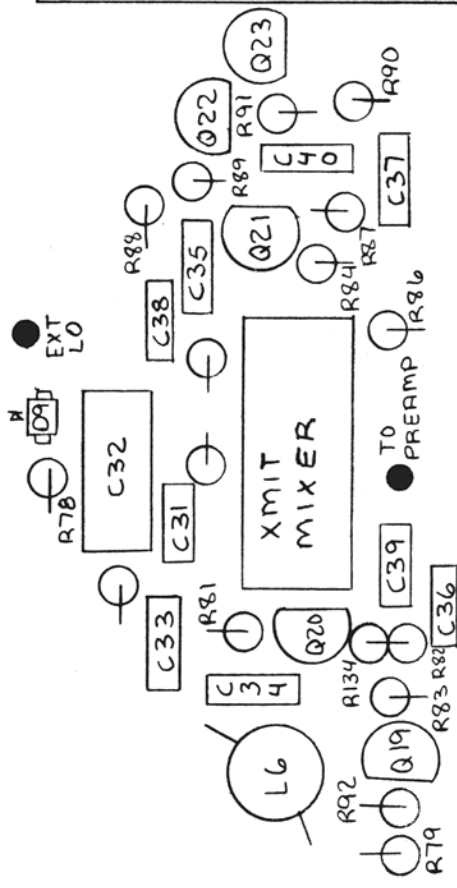 Q23
Q22
R91
R90
R89
C40
R88
C37
C35
Q21
R87
R84
C38
EXT
LO
R86
D9
C32
XMIT
MIXER
TO
PREAMP
R78
C31
C39
R81
C33
Q20
C36
C34
R134
R82
R83
L6
Q19
R92
R79